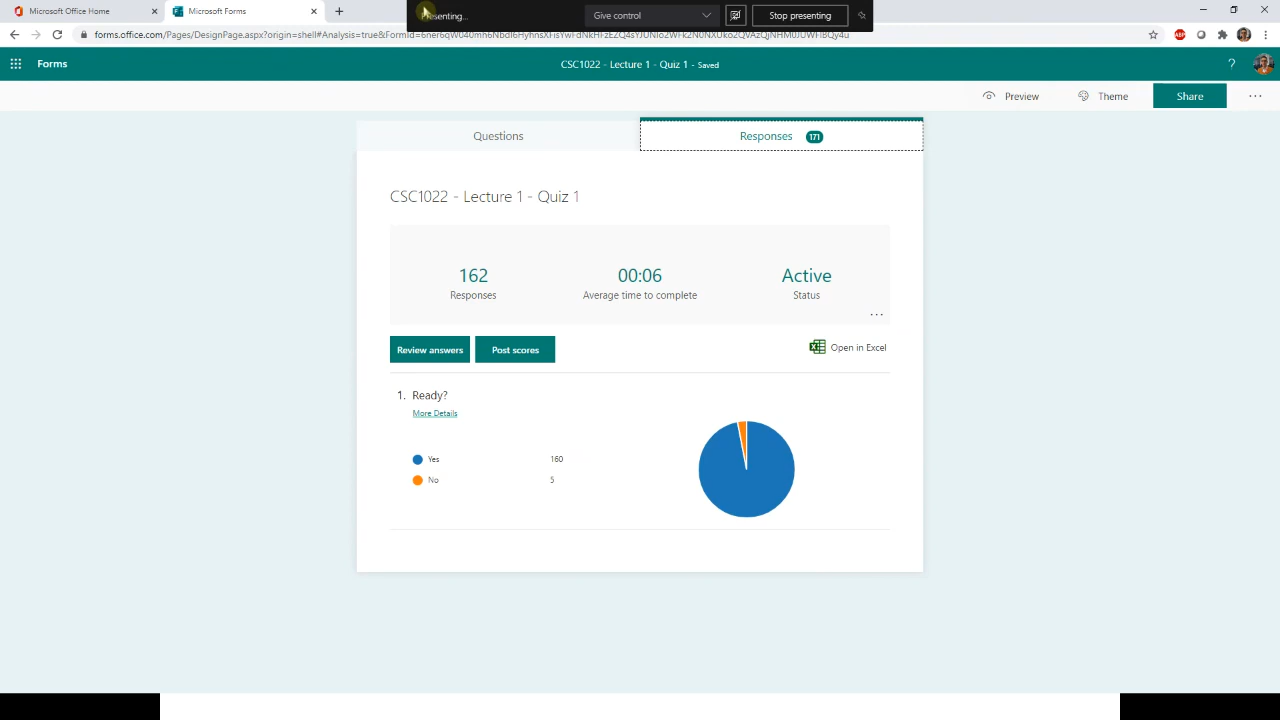 Microsoft Office Home
Microsoft Forms
Presenting...
Give control
Stop presenting
Forms
CSC1022 - Lecture 1 - Quiz 1 - Saved
?
Preview
Theme
Share
Questions
Responses 171
CSC1022 - Lecture 1 - Quiz 1
162
00:06
Active
Responses
Average time to complete
Status
Review answers
Post scores
Open in Excel
1. Ready?
More Details
Yes 160
No 5